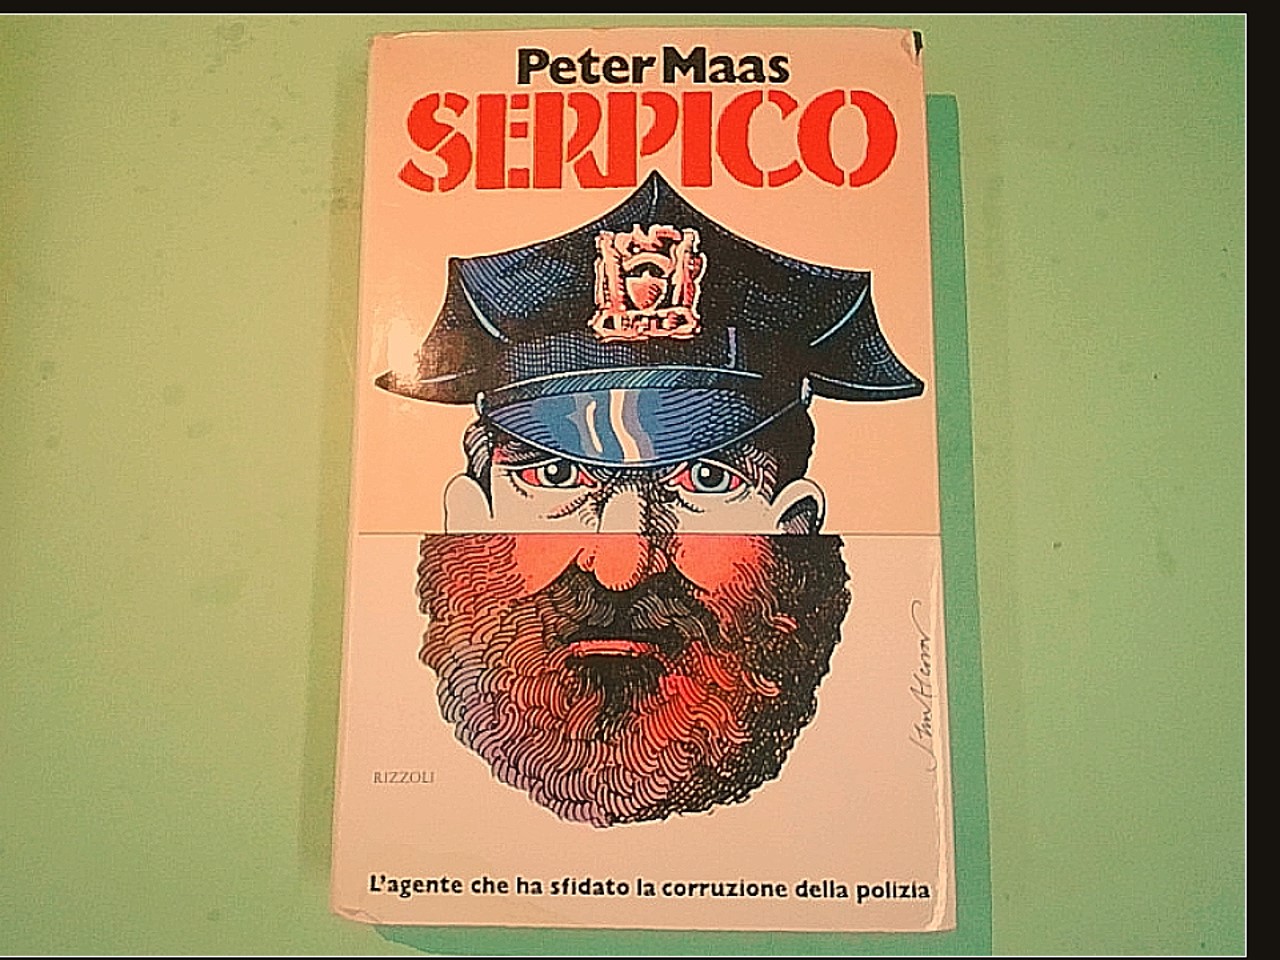 Peter Maas
SERPICO
RIZZOLI
L'agente che ha sfidato la corruzione della polizia